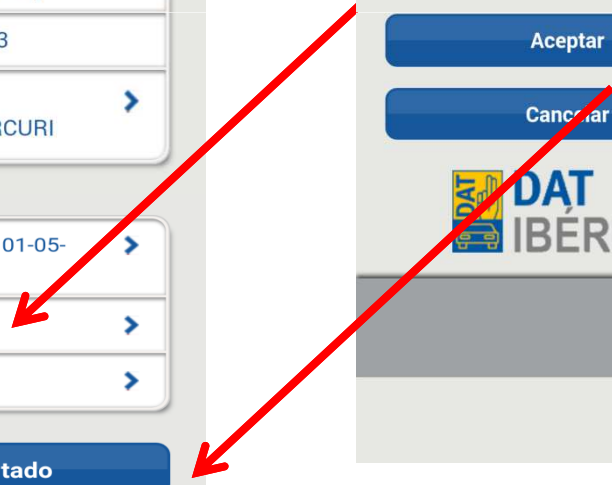 3
RCURI
01-05-
tado
Aceptar
Cancelar
DAT
DAT
IBÉR